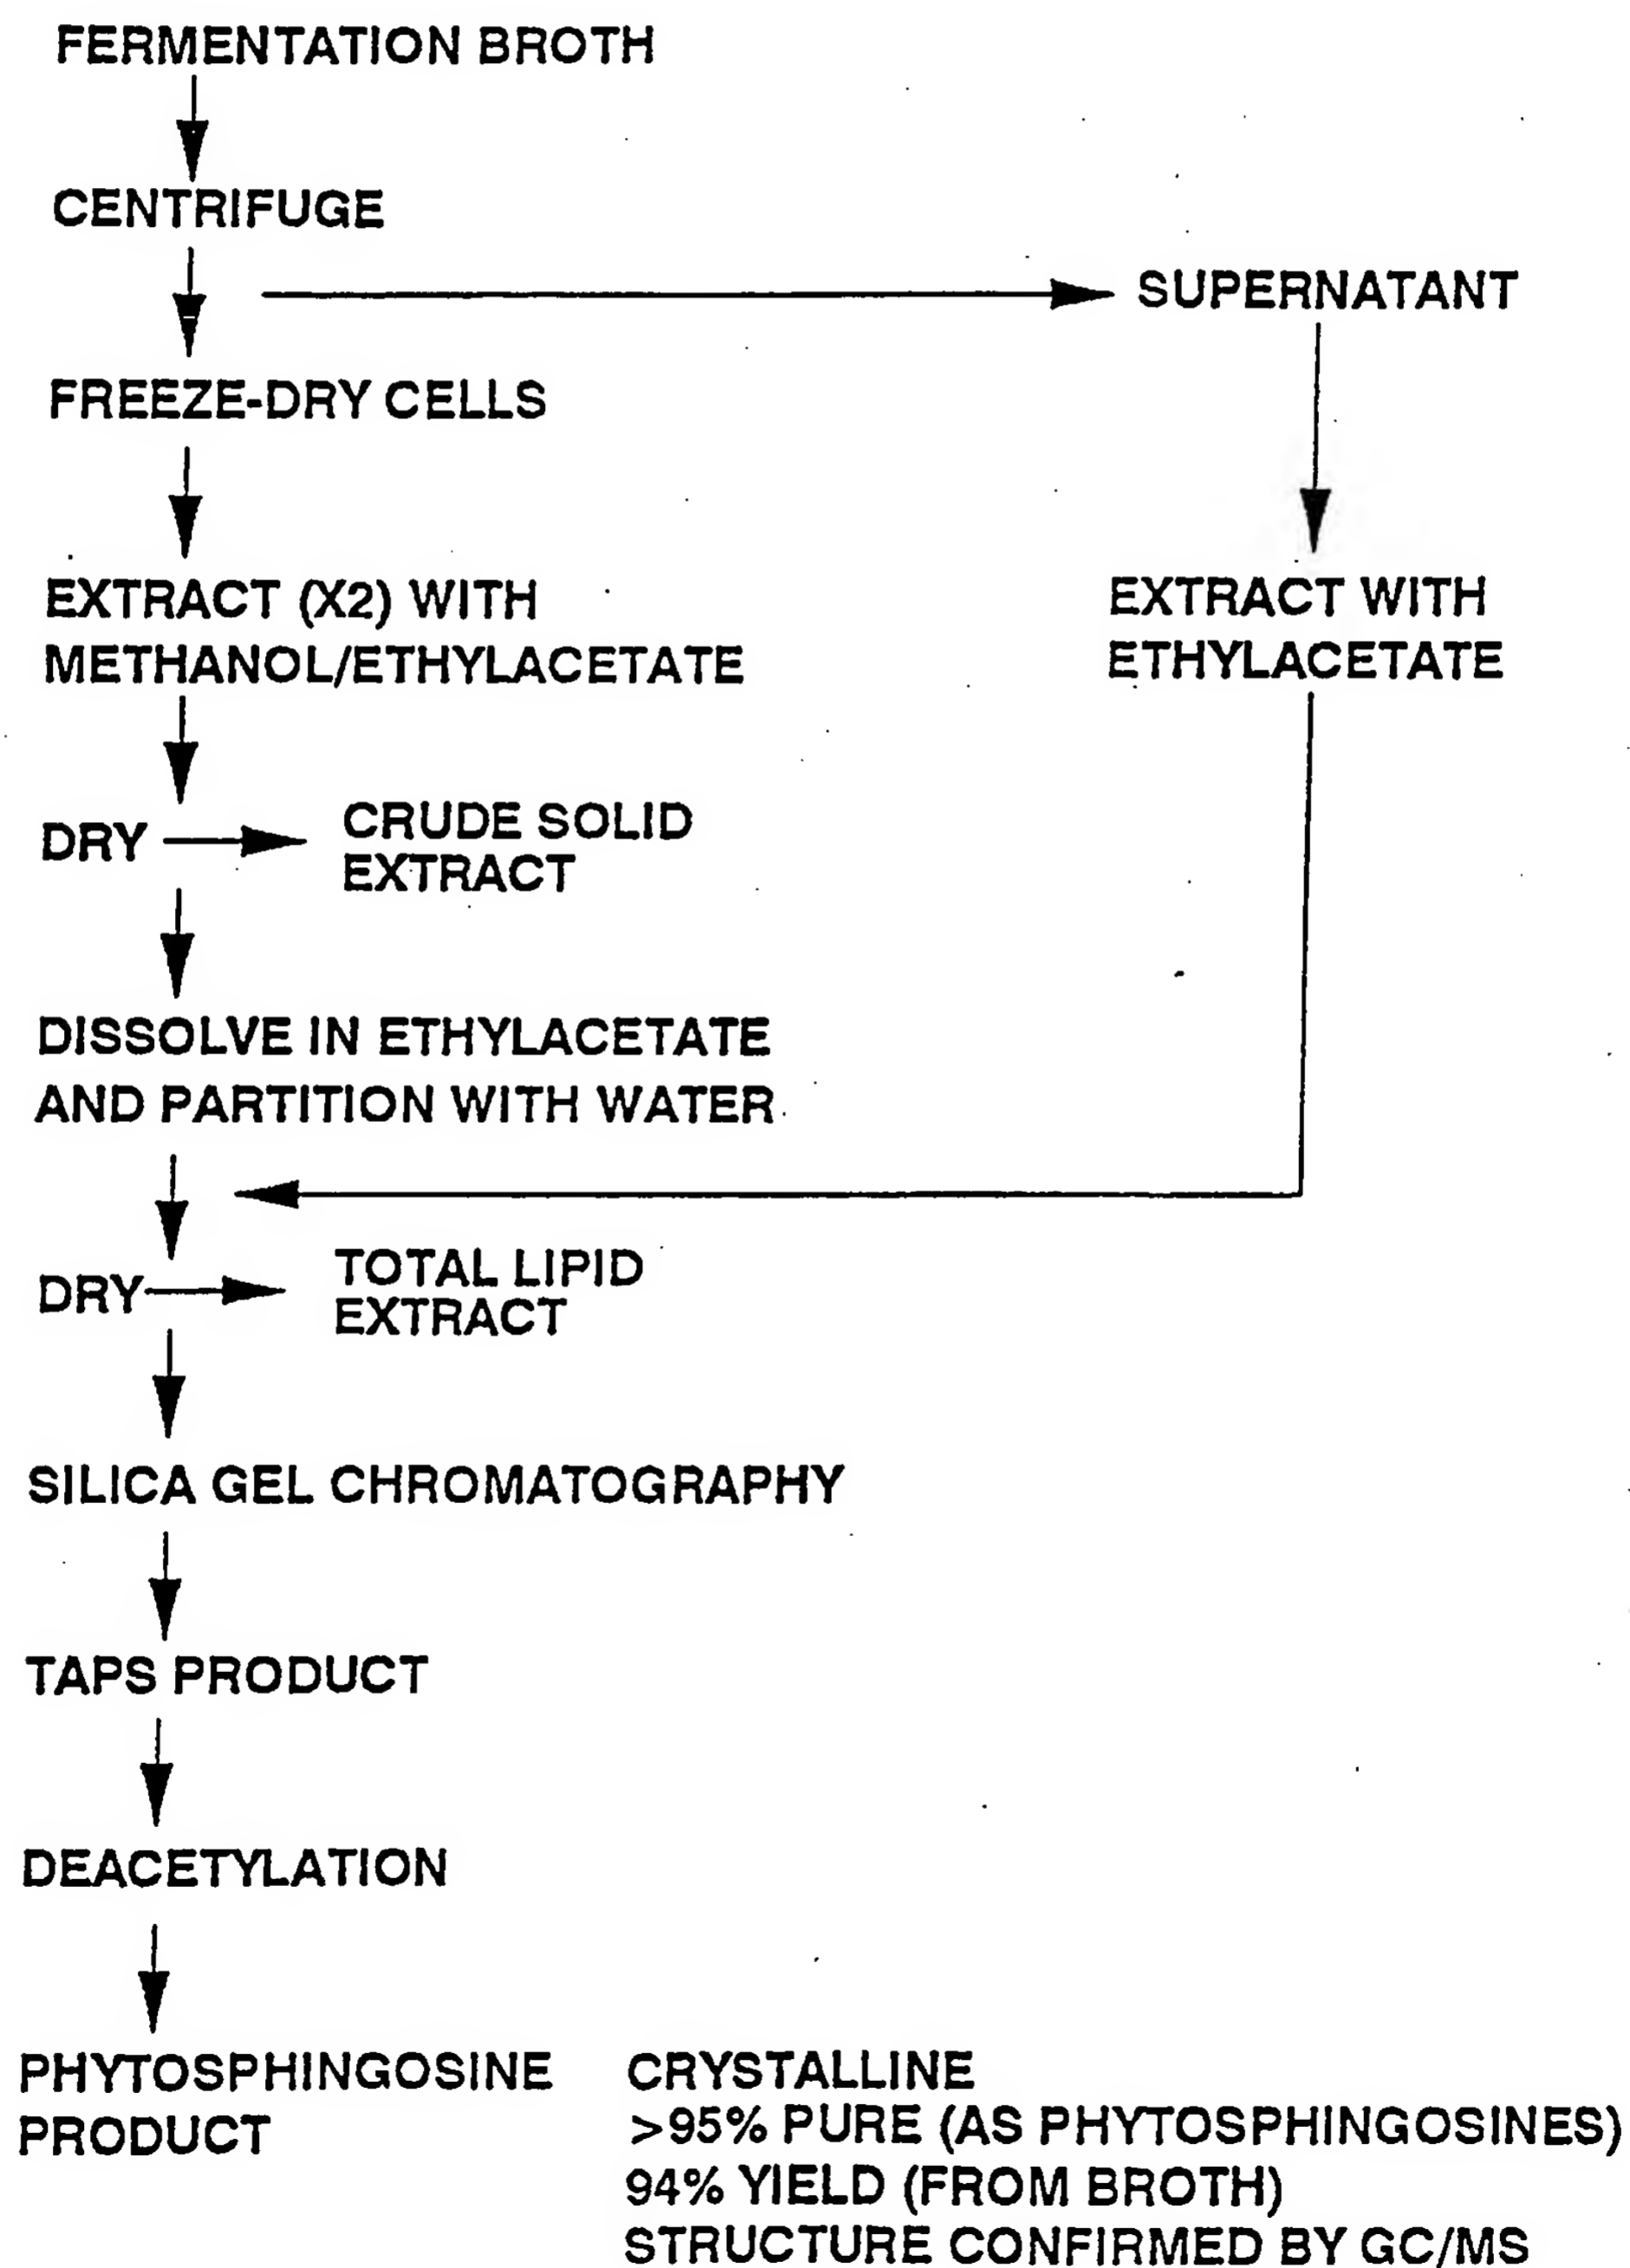 FERMENTATION BROTH
CENTRIFUGE
SUPERNATANT
FREEZE-DRY CELLS
EXTRACT (X2) WITH
METHANOL/ETHYLACETATE
EXTRACT WITH
ETHYLACETATE
DRY
CRUDE SOLID
EXTRACT
DISSOLVE IN ETHYLACETATE
AND PARTITION WITH WATER
DRY
TOTAL LIPID
EXTRACT
SILICA GEL CHROMATOGRAPHY
TAPS PRODUCT
DEACETYLATION
PHYTOSPHINGOSINE
PRODUCT
CRYSTALLINE
>95% PURE (AS PHYTOSPHINGOSINES)
94% YIELD (FROM BROTH)
STRUCTURE CONFIRMED BY GC/MS